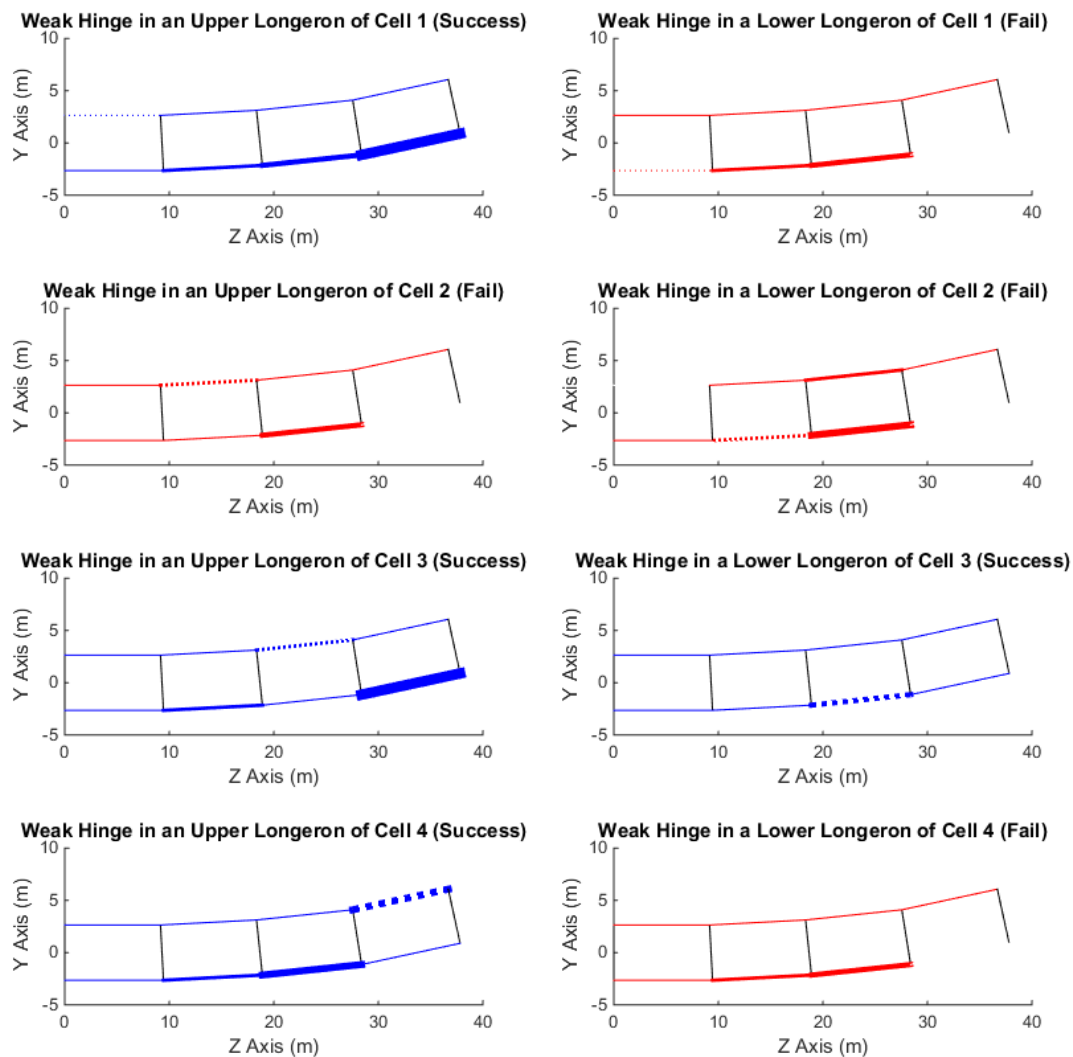 Weak Hinge in an Upper Longeron of Cell 1 (Success)
10
5
0
-5
0 10 20 30 40
Y Axis (m)
Z Axis (m)
Weak Hinge in a Lower Longeron of Cell 1 (Fail)
10
5
0
-5
0 10 20 30 40
Y Axis (m)
Z Axis (m)
Weak Hinge in an Upper Longeron of Cell 2 (Fail)
10
5
0
-5
0 10 20 30 40
Y Axis (m)
Z Axis (m)
Weak Hinge in a Lower Longeron of Cell 2 (Fail)
10
5
0
-5
0 10 20 30 40
Y Axis (m)
Z Axis (m)
Weak Hinge in an Upper Longeron of Cell 3 (Success)
10
5
0
-5
0 10 20 30 40
Y Axis (m)
Z Axis (m)
Weak Hinge in a Lower Longeron of Cell 3 (Success)
10
5
0
-5
0 10 20 30 40
Y Axis (m)
Z Axis (m)
Weak Hinge in an Upper Longeron of Cell 4 (Success)
10
5
0
-5
0 10 20 30 40
Y Axis (m)
Z Axis (m)
Weak Hinge in a Lower Longeron of Cell 4 (Fail)
10
5
0
-5
0 10 20 30 40
Y Axis (m)
Z Axis (m)